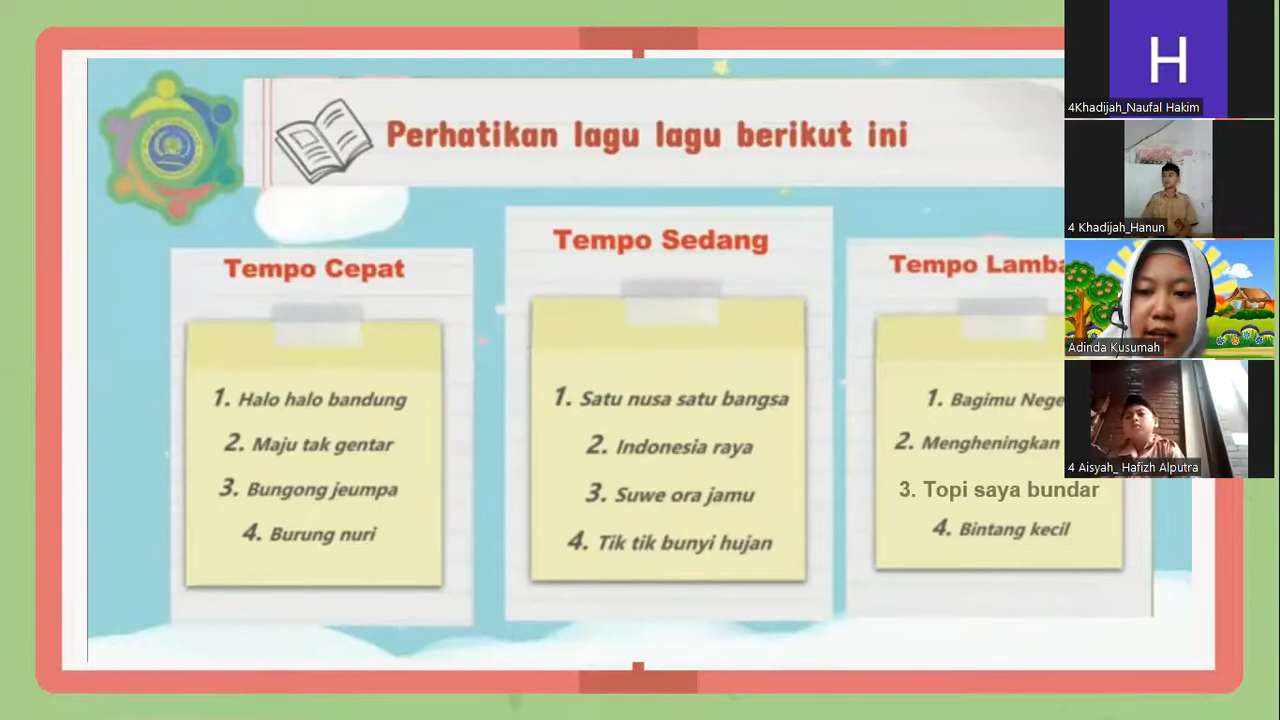 Perhatikan lagu lagu berikut ini
Tempo Cepat
1. Halo halo bandung
2. Maju tak gentar
3. Bungong jeumpa
4. Burung nuri
Tempo Sedang
1. Satu nusa satu bangsa
2. Indonesia raya
3. Suwe ora jamu
4. Tik tik bunyi hujan
Tempo Lamba
1. Bagimu Nege
2. Mengheningkan
3. Topi saya bundar
4. Bintang kecil
H
4Khadijah_Naufal Hakim
4 Khadijah_Hanun
Adinda Kusumah
4 Aisyah_ Hafizh Alputra